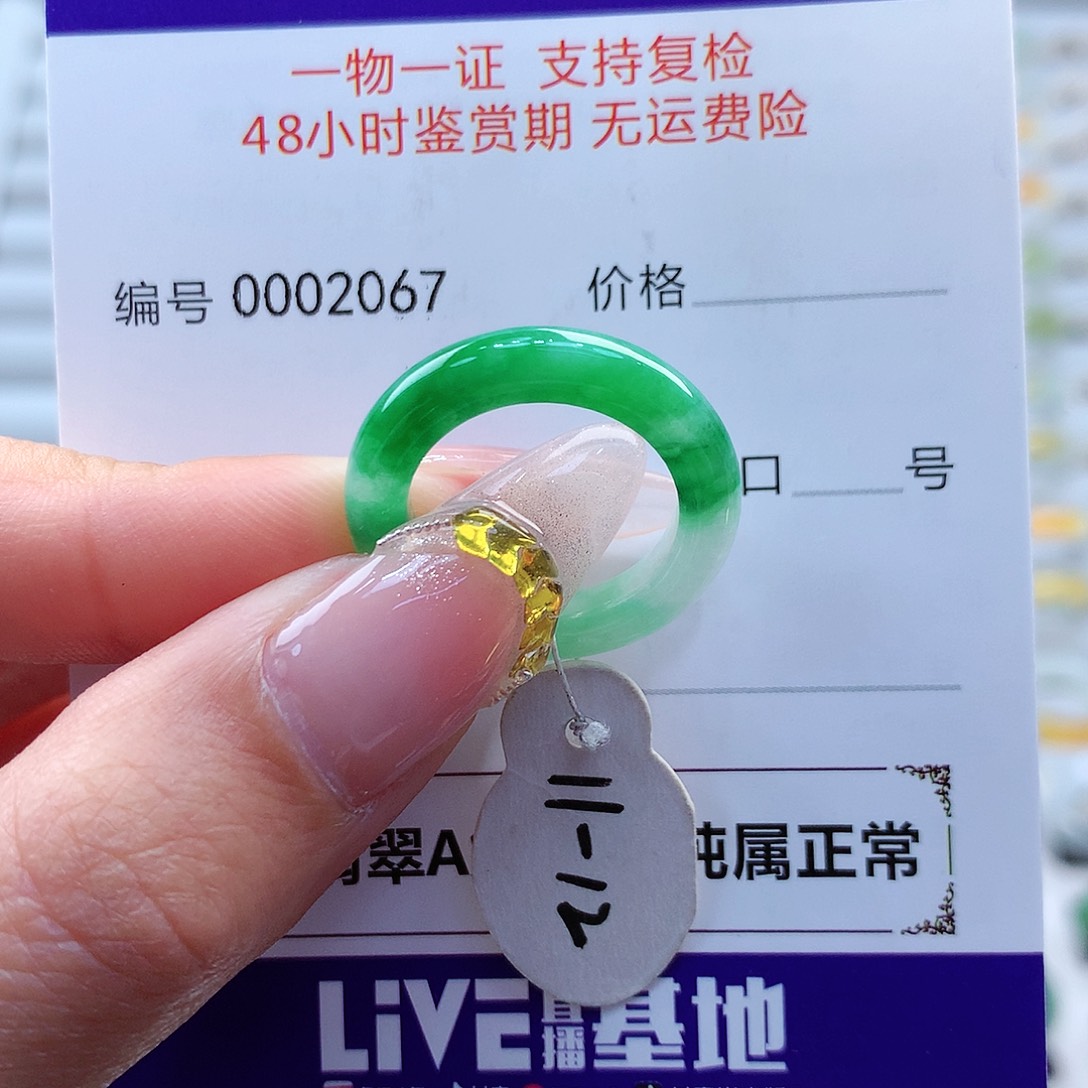 一物一证 支持复检
48小时鉴赏期 无运费险
编号 0002067 价格
口 号
翠A 纯属正常
11-12
LiVE直播基地